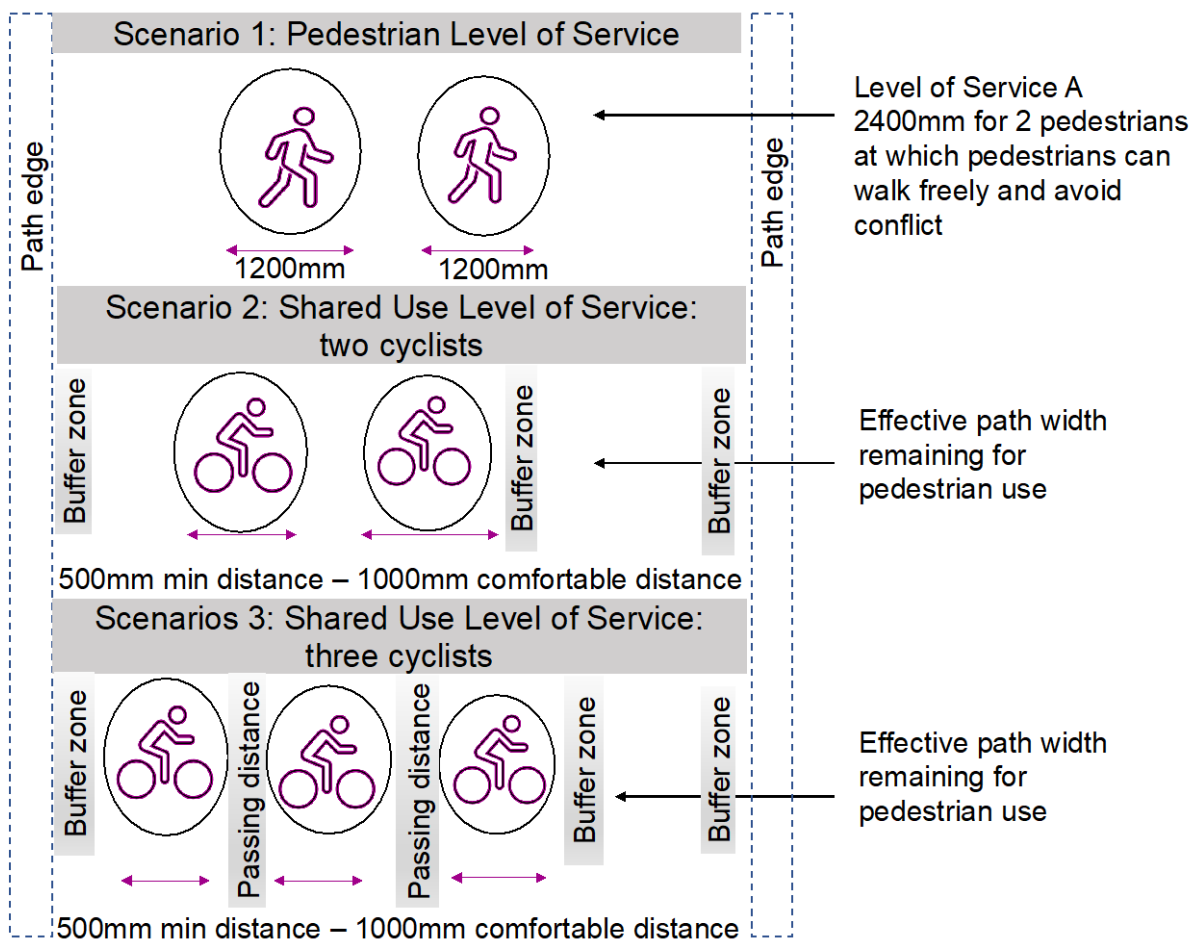 Scenario 1: Pedestrian Level of Service
Path edge
Path edge
Level of Service A
2400mm for 2 pedestrians
at which pedestrians can
walk freely and avoid
conflict
1200mm
1200mm
Scenario 2: Shared Use Level of Service:
two cyclists
Buffer zone
Buffer zone
Buffer zone
Effective path width
remaining for
pedestrian use
500mm min distance – 1000mm comfortable distance
Scenarios 3: Shared Use Level of Service:
three cyclists
Buffer zone
Passing distance
Passing distance
Buffer zone
Buffer zone
Effective path width
remaining for
pedestrian use
500mm min distance – 1000mm comfortable distance